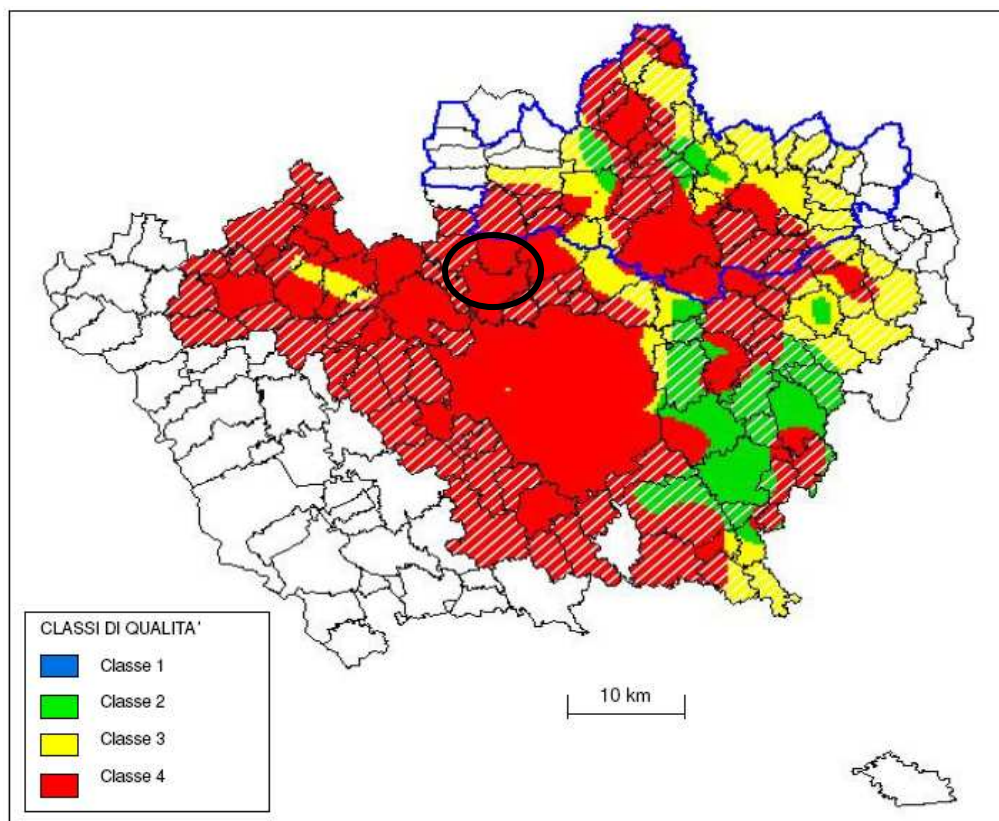 CLASSI DI QUALITA'
Classe 1
Classe 2
Classe 3
Classe 4
10 km